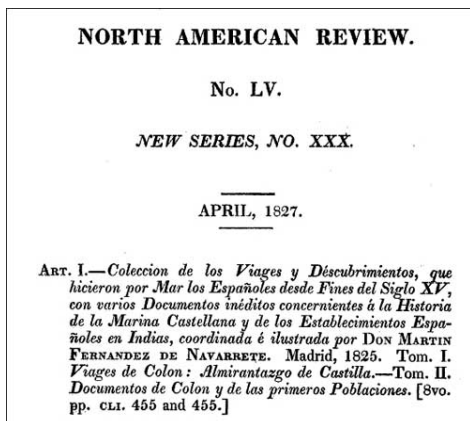 NORTH AMERICAN REVIEW.
No. LV.
NEW SERIES, NO. XXX.
APRIL, 1827.
ART. I.—Coleccion de los Viages y Déscubrimientos, que
hicieron por Mar los Españoles desde Fines del Siglo XV,
con varios Documentos inéditos concernientes á la Historia
de la Marina Castellana y de los Establecimientos Espa-
ñoles en Indias, coordinada é ilustrada por DON MARTIN
FERNANDEZ DE NAVARRETE. Madrid, 1825. Tom. I.
Viages de Colon: Almirantazgo de Castilla.—Tom. II.
Documentos de Colon y de las primeros Poblaciones. [8vo.
pp. CLI. 455 and 455.]